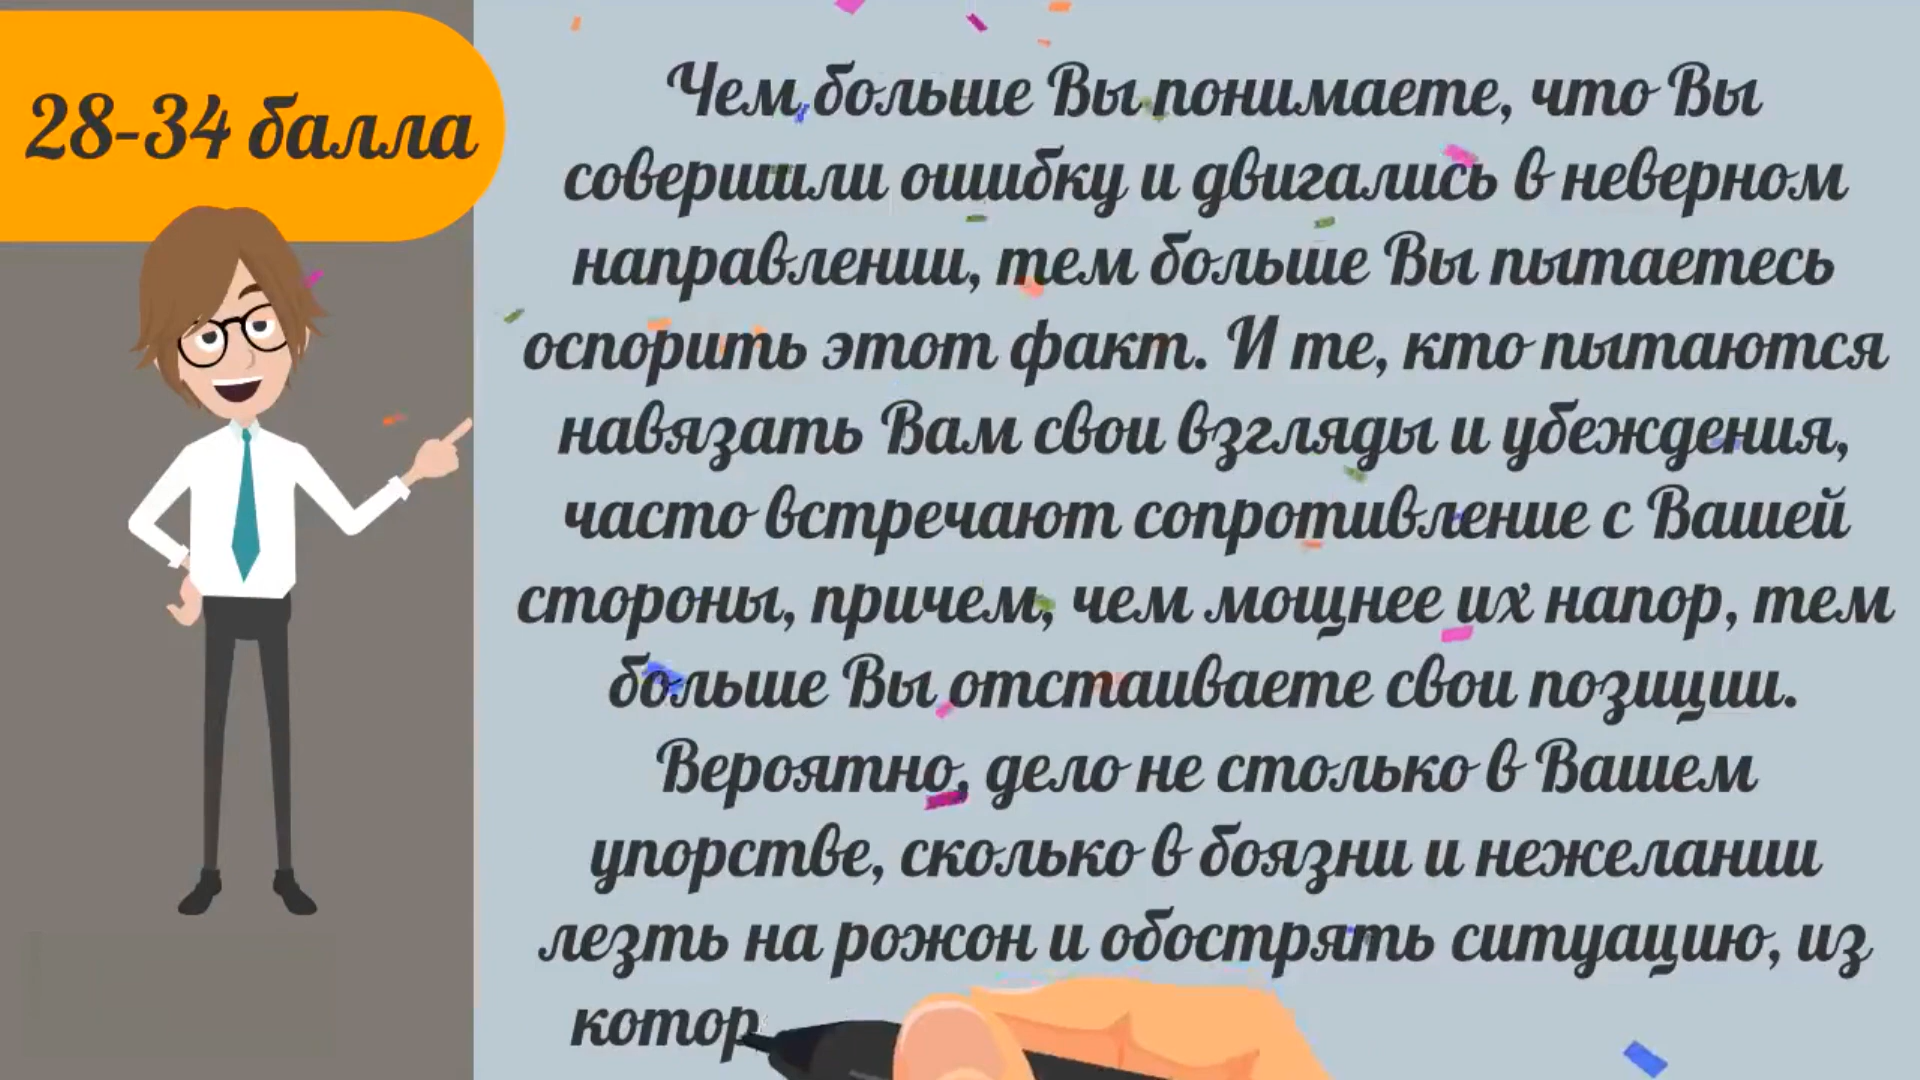 28-34 балла
Чем больше Вы понимаете, что Вы
совершили ошибку и двигались в неверном
направлении, тем больше Вы пытаетесь
оспорить этот факт. И те, кто пытаются
навязать Вам свои взгляды и убеждения,
часто встречают сопротивление с Вашей
стороны, причем, чем мощнее их напор, тем
больше Вы отстаиваете свои позиции.
Вероятно, дело не столько в Вашем
упорстве, сколько в боязни и нежелании
лезть на рожон и обострять ситуацию, из
котор